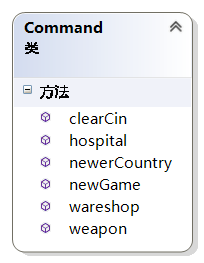 Command
类
方法
clearCin
hospital
newerCountry
newGame
wareshop
weapon